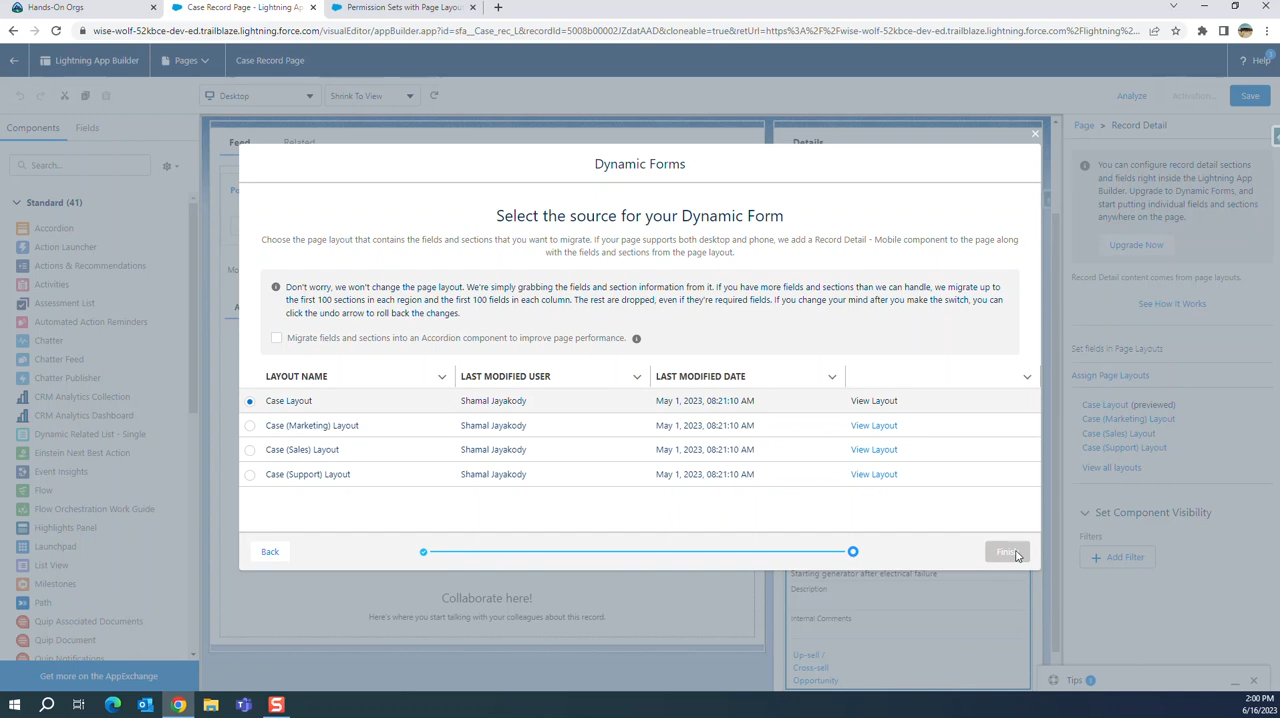 Hands-On Orgs
Case Record Page - Lightning Ap
Permission Sets with Page Layou
wise-wolf-52kbce-dev-ed.trailblaze.lightning.force.com/visualEditor/appBuilder.app?id=sfa__Case_rec_L&recordId=5008b00002JZdatAAD&cloneable=true&retUrl=https%3A%2F%2Fwise-wolf-52kbce-dev-ed.trailblaze.lightning.force.com%2Flightning%2...
Lightning App Builder
Pages
Case Record Page
? Help
Desktop
Shrink To View
Analyze
Activation...
Save
Components
Fields
Feed
Related
Details
Page > Record Detail
Search...
Standard (41)
Accordion
Action Launcher
Actions & Recommendations
Activities
Assessment List
Automated Action Reminders
Chatter
Chatter Feed
Chatter Publisher
CRM Analytics Collection
CRM Analytics Dashboard
Dynamic Related List - Single
Einstein Next Best Action
Event Insights
Flow
Flow Orchestration Work Guide
Highlights Panel
Launchpad
List View
Milestones
Path
Quip Associated Documents
Quip Document
Quip Notifications
Get more on the AppExchange
Dynamic Forms
Select the source for your Dynamic Form
Choose the page layout that contains the fields and sections that you want to migrate. If your page supports both desktop and phone, we add a Record Detail - Mobile component to the page along
with the fields and sections from the page layout.
Don't worry, we won't change the page layout. We're simply grabbing the fields and section information from it. If you have more fields and sections than we can handle, we migrate up to
the first 100 sections in each region and the first 100 fields in each column. The rest are dropped, even if they're required fields. If you change your mind after you make the switch, you can
click the undo arrow to roll back the changes.
Migrate fields and sections into an Accordion component to improve page performance.
LAYOUT NAME LAST MODIFIED USER LAST MODIFIED DATE
Case Layout Shamal Jayakody May 1, 2023, 08:21:10 AM View Layout
Case (Marketing) Layout Shamal Jayakody May 1, 2023, 08:21:10 AM View Layout
Case (Sales) Layout Shamal Jayakody May 1, 2023, 08:21:10 AM View Layout
Case (Support) Layout Shamal Jayakody May 1, 2023, 08:21:10 AM View Layout
Back
Starting generator after electrical failure
Description
Internal Comments
Up-sell /
Cross-sell
Opportunity
Collaborate here!
Here's where you start talking with your colleagues about this record.
You can configure record detail sections
and fields right inside the Lightning App
Builder. Upgrade to Dynamic Forms, and
start putting individual fields and sections
anywhere on the page.
Upgrade Now
Record Detail content comes from page layouts.
See How It Works
Set fields in Page Layouts
Assign Page Layouts
Case Layout (previewed)
Case (Marketing) Layout
Case (Sales) Layout
Case (Support) Layout
View all layouts
Set Component Visibility
Filters
+ Add Filter
Tips
2:00 PM
6/16/2023